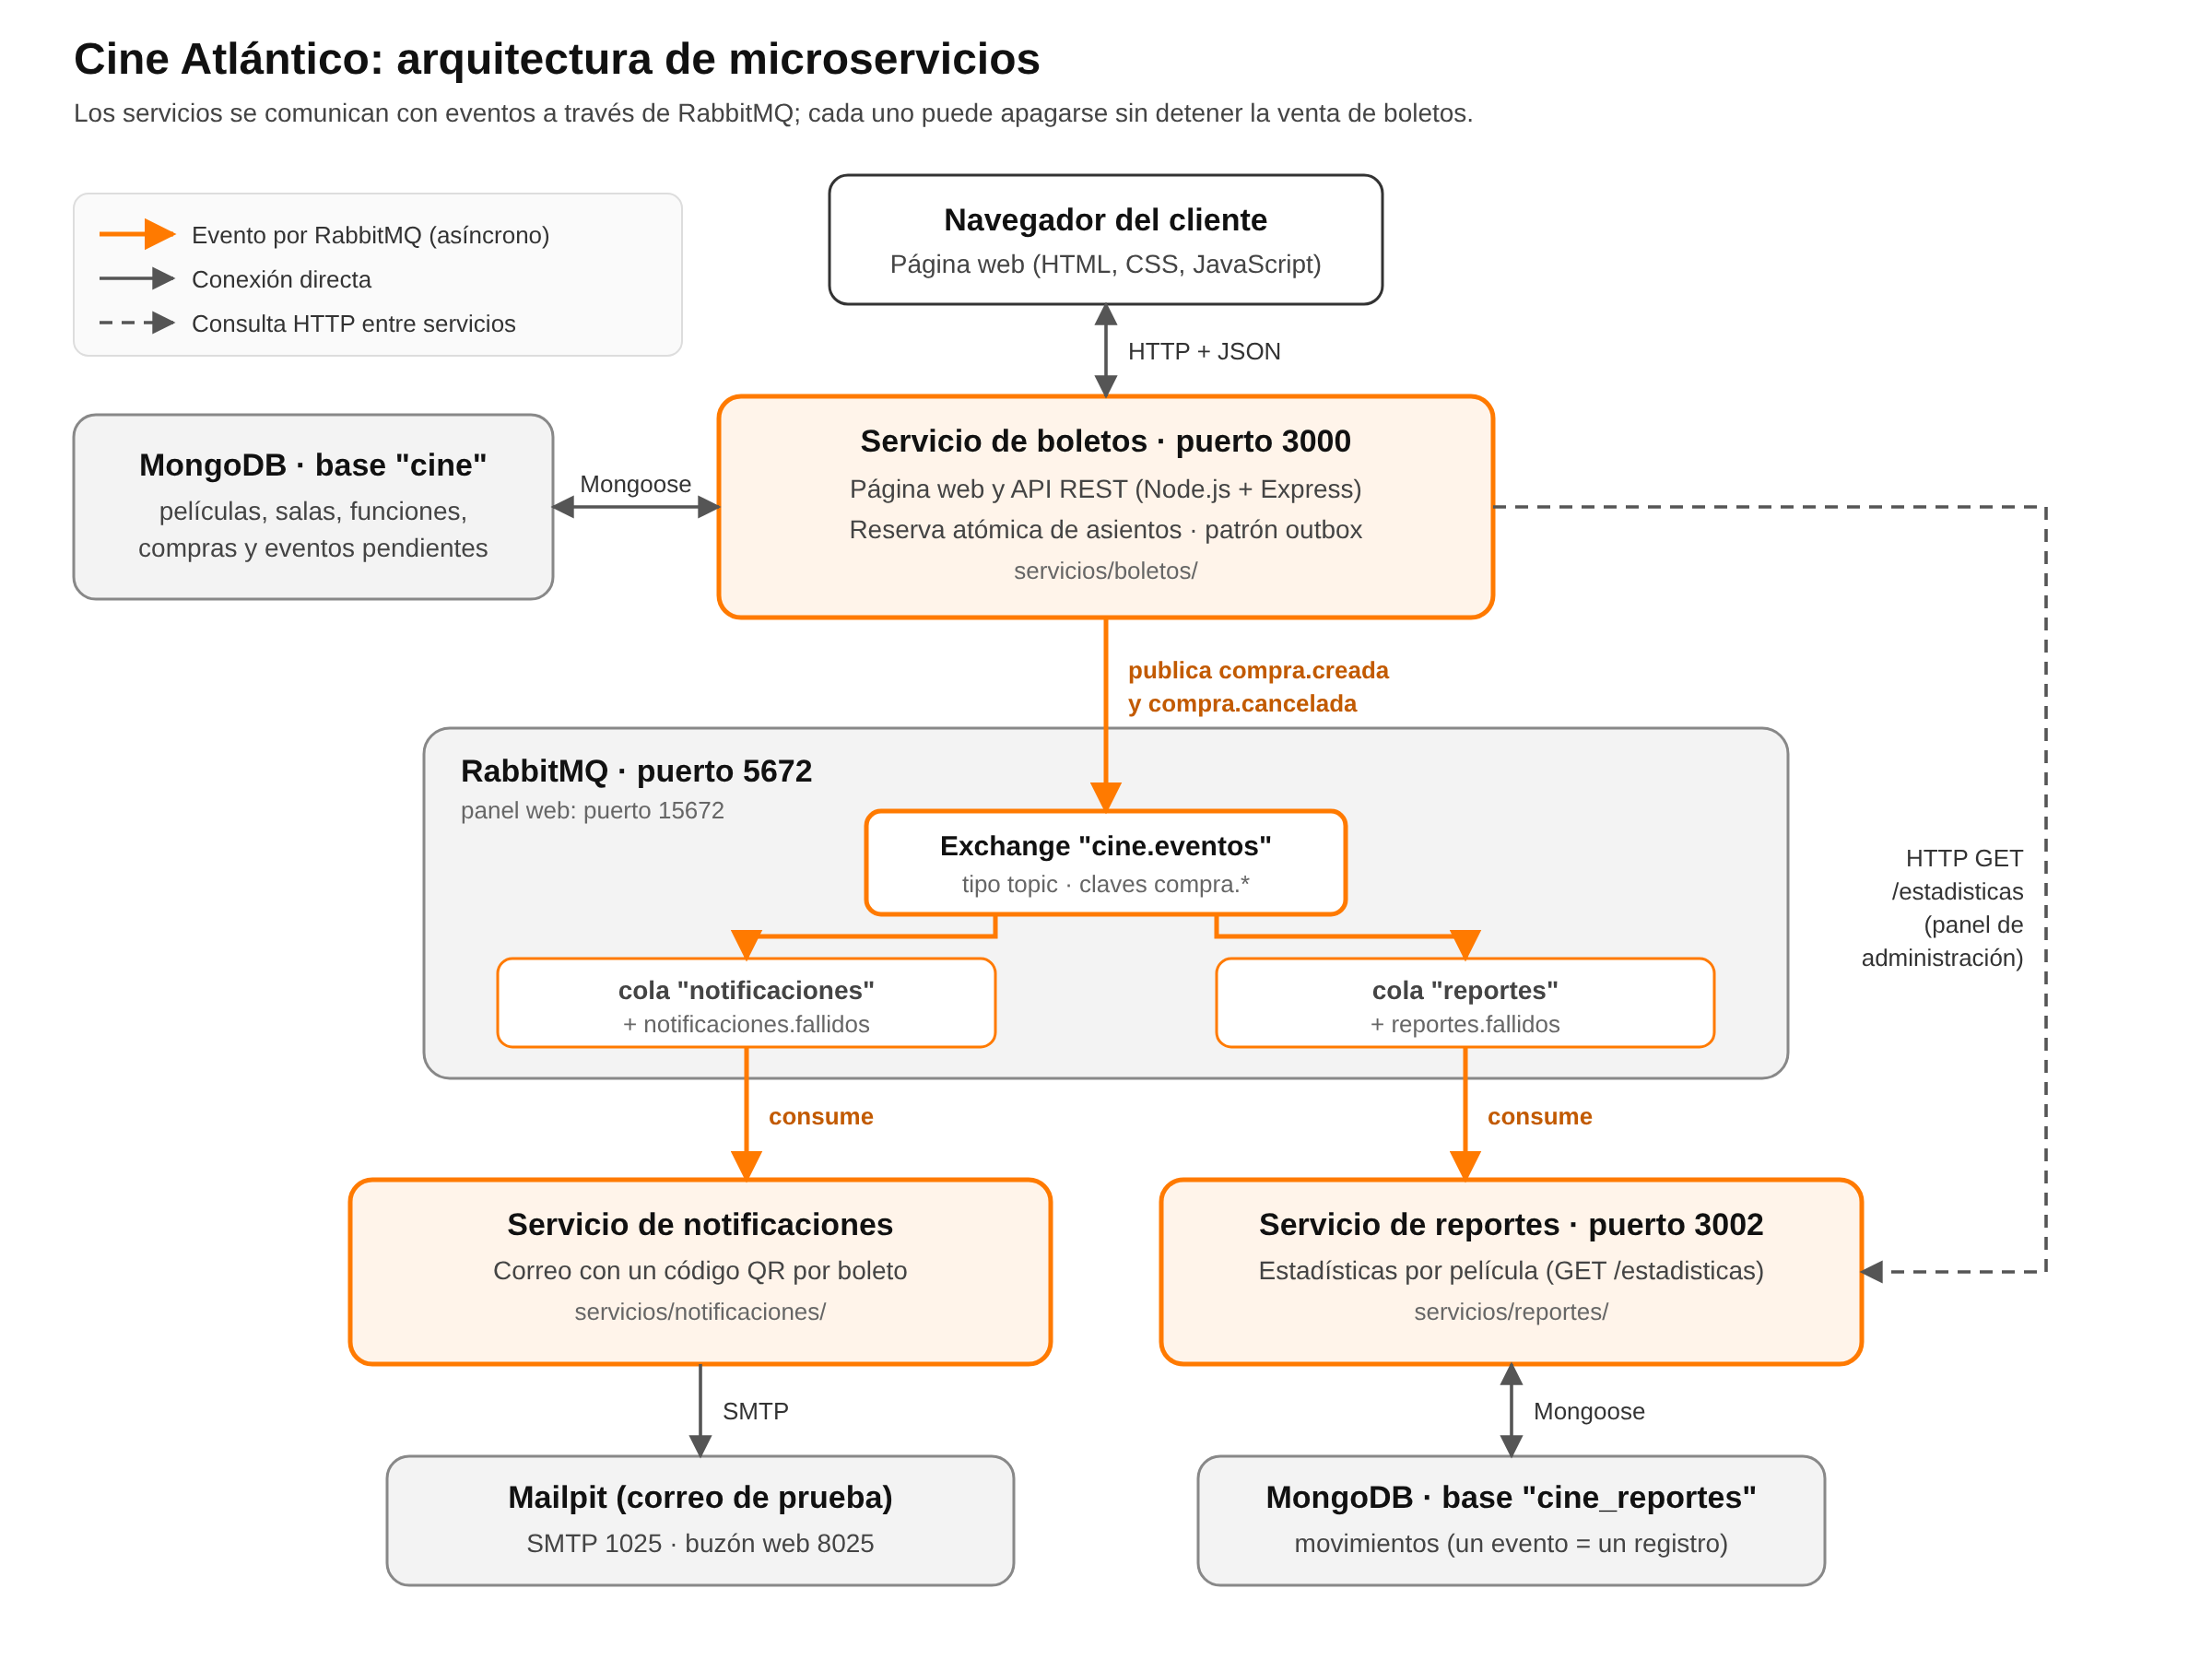 Cine Atlántico: arquitectura de microservicios
Los servicios se comunican con eventos a través de RabbitMQ; cada uno puede apagarse sin detener la venta de boletos.
Evento por RabbitMQ (asíncrono)
Conexión directa
Consulta HTTP entre servicios
Navegador del cliente
Página web (HTML, CSS, JavaScript)
HTTP + JSON
MongoDB · base "cine"
películas, salas, funciones,
compras y eventos pendientes
Mongoose
Servicio de boletos · puerto 3000
Página web y API REST (Node.js + Express)
Reserva atómica de asientos · patrón outbox
servicios/boletos/
publica compra.creada
y compra.cancelada
RabbitMQ · puerto 5672
panel web: puerto 15672
Exchange "cine.eventos"
tipo topic · claves compra.*
HTTP GET
/estadisticas
(panel de
administración)
cola "notificaciones"
+ notificaciones.fallidos
cola "reportes"
+ reportes.fallidos
consume
consume
Servicio de notificaciones
Correo con un código QR por boleto
servicios/notificaciones/
Servicio de reportes · puerto 3002
Estadísticas por película (GET /estadisticas)
servicios/reportes/
SMTP
Mongoose
Mailpit (correo de prueba)
SMTP 1025 · buzón web 8025
MongoDB · base "cine_reportes"
movimientos (un evento = un registro)